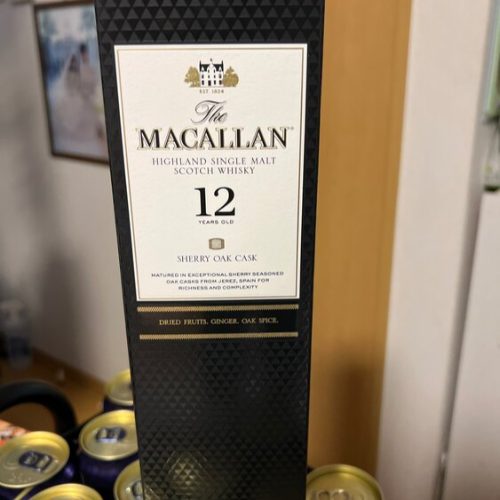 EST. 1824
The
MACALLAN
HIGHLAND SINGLE MALT
SCOTCH WHISKY
12
YEARS OLD
SHERRY OAK CASK
MATURED IN EXCEPTIONAL SHERRY SEASONED
OAK CASKS FROM JEREZ, SPAIN FOR
RICHNESS AND COMPLEXITY
DRIED FRUITS. GINGER. OAK SPICE.